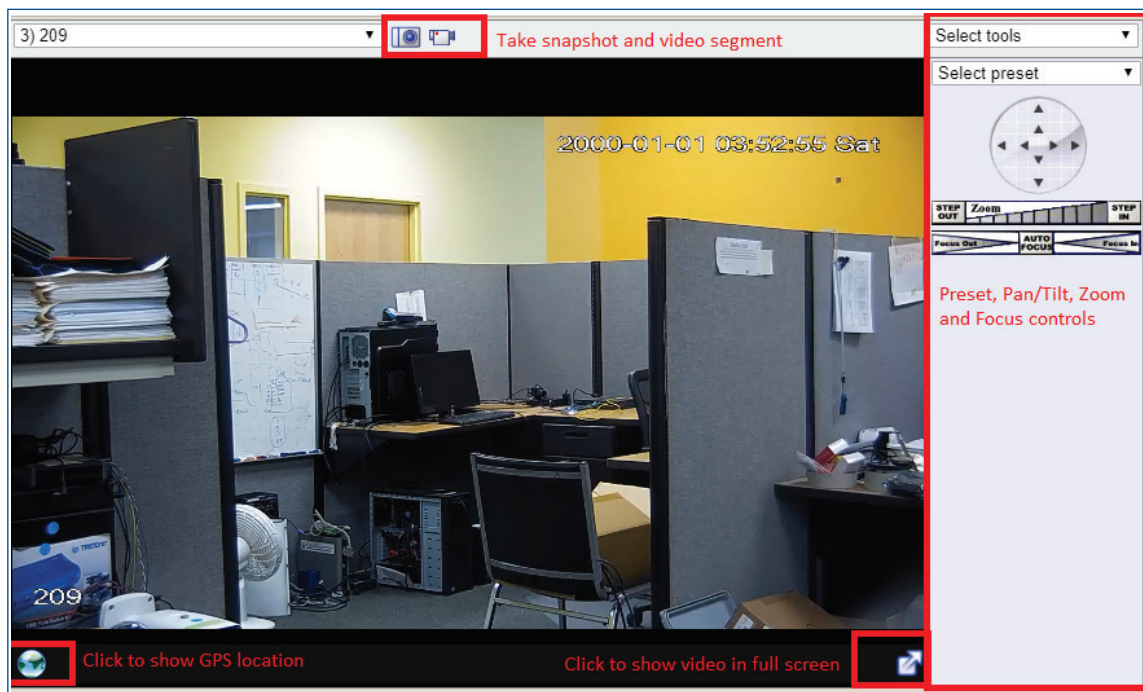 3) 209
Take snapshot and video segment
Select tools
Select preset
2000-01-01 03:52:55 Sat
STEP OUT
Zoom
STEP IN
Focus Out
AUTO FOCUS
Focus In
Preset, Pan/Tilt, Zoom
and Focus controls
TRENDNET
209
Click to show GPS location
Click to show video in full screen